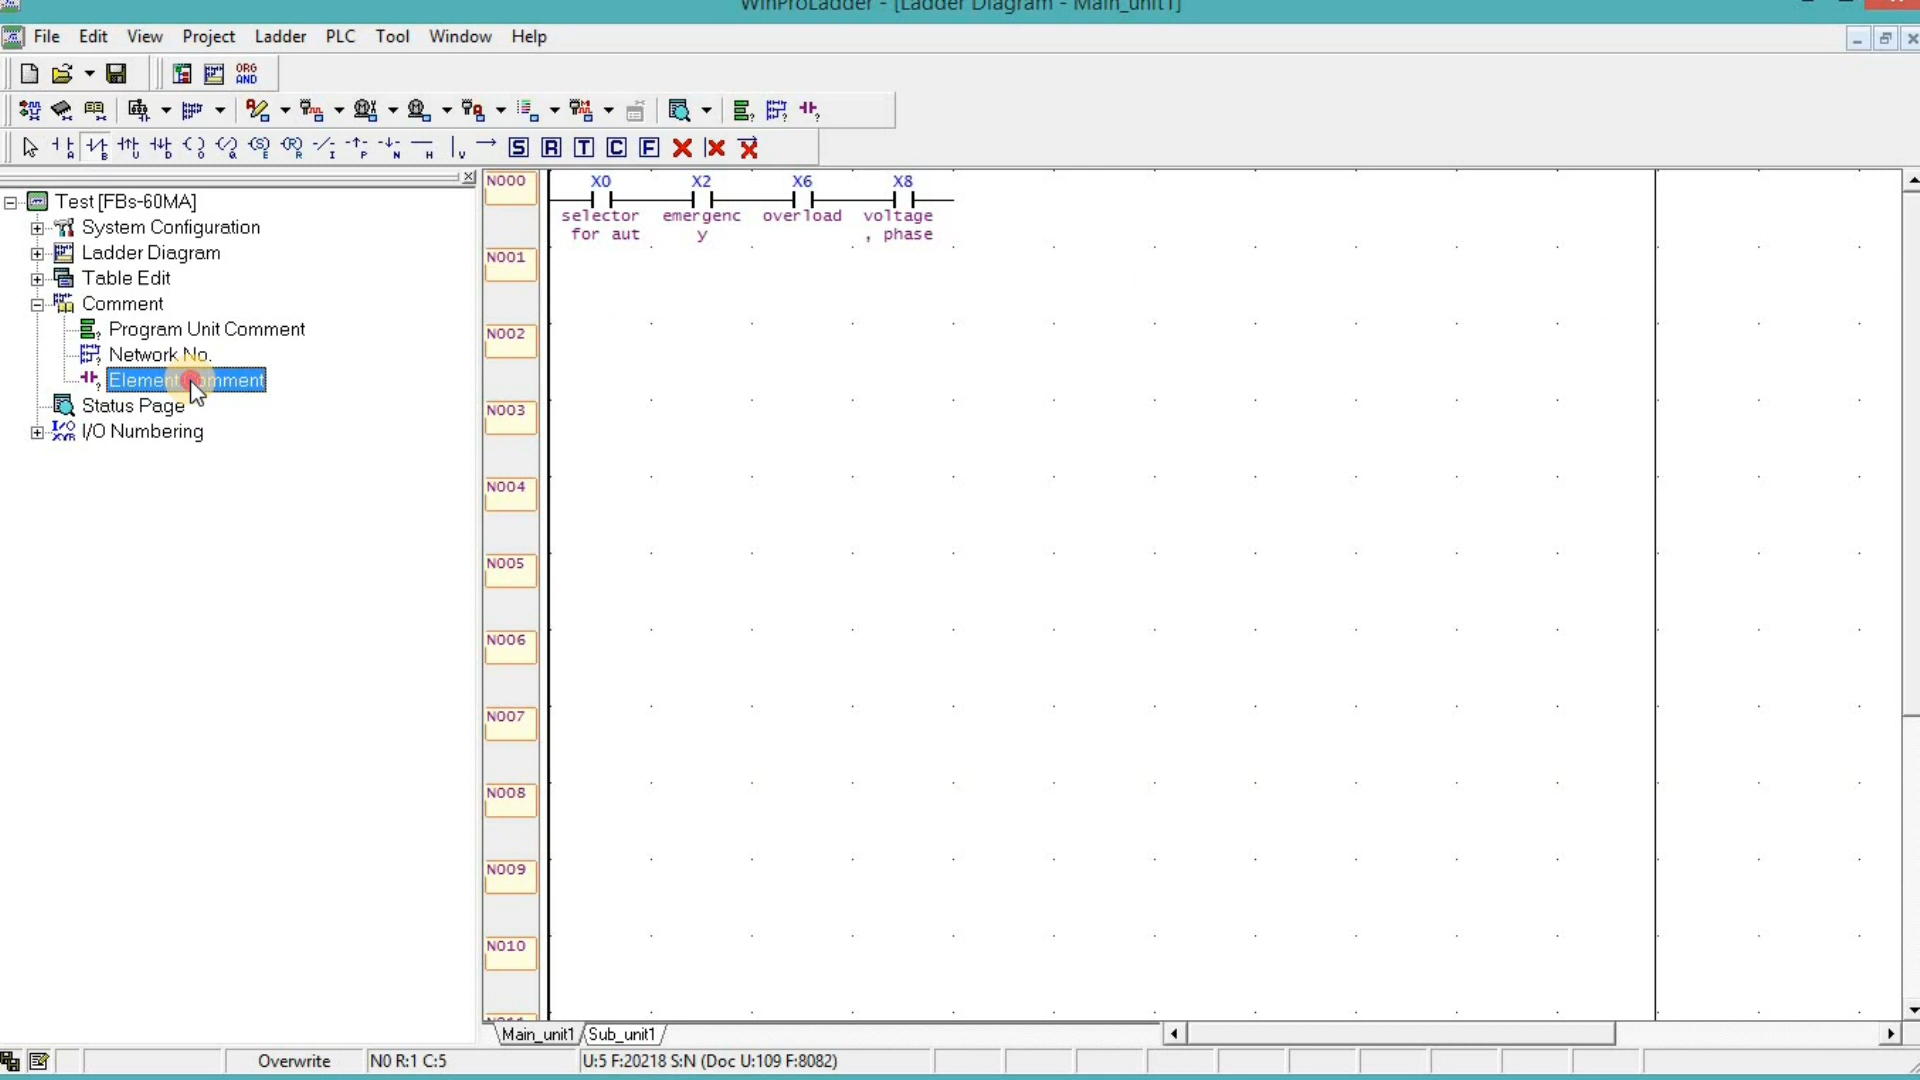 WinProLadder - [Ladder Diagram - Main_unit1]
File Edit View Project Ladder PLC Tool Window Help
ORG
AND
A B U D O Q E R I P N H V S R T C F
Test [FBs-60MA]
System Configuration
Ladder Diagram
Table Edit
Comment
Program Unit Comment
Network No.
Element Comment
Status Page
I/O Numbering
N000
X0 X2 X6 X8
selector emergenc overload voltage
for aut y , phase
N001
N002
N003
N004
N005
N006
N007
N008
N009
N010
N011
Main_unit1 Sub_unit1
Overwrite N0 R:1 C:5 U:5 F:20218 S:N (Doc U:109 F:8082)